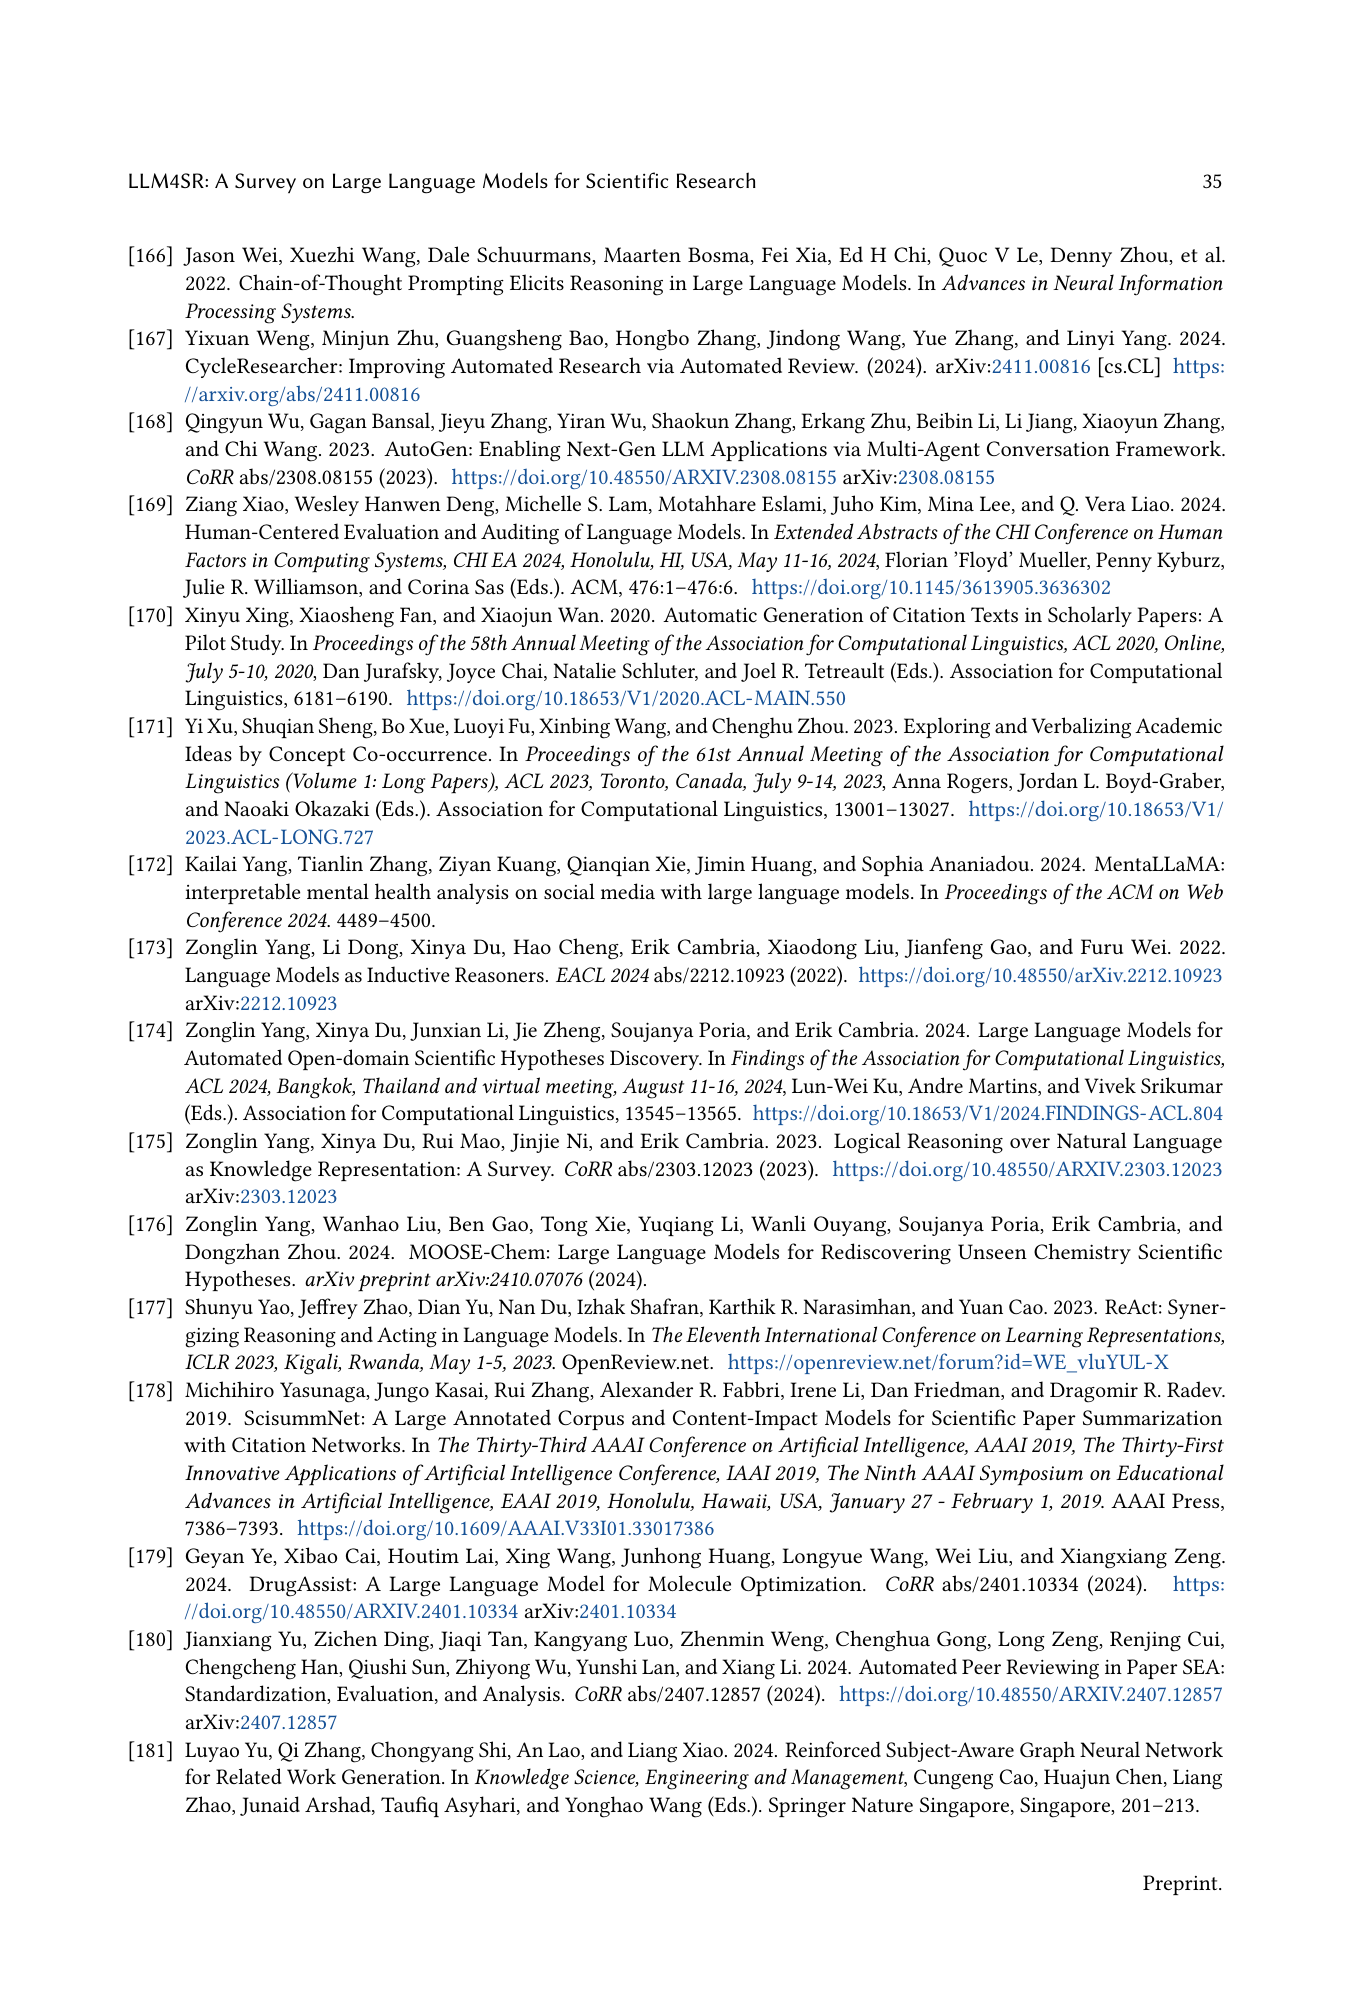 LLM4SR: A Survey on Large Language Models for Scientific Research 35
[166] Jason Wei, Xuezhi Wang, Dale Schuurmans, Maarten Bosma, Fei Xia, Ed H Chi, Quoc V Le, Denny Zhou, et al.
2022. Chain-of-Thought Prompting Elicits Reasoning in Large Language Models. In Advances in Neural Information
Processing Systems.
[167] Yixuan Weng, Minjun Zhu, Guangsheng Bao, Hongbo Zhang, Jindong Wang, Yue Zhang, and Linyi Yang. 2024.
CycleResearcher: Improving Automated Research via Automated Review. (2024). arXiv:2411.00816 [cs.CL] https:
//arxiv.org/abs/2411.00816
[168] Qingyun Wu, Gagan Bansal, Jieyu Zhang, Yiran Wu, Shaokun Zhang, Erkang Zhu, Beibin Li, Li Jiang, Xiaoyun Zhang,
and Chi Wang. 2023. AutoGen: Enabling Next-Gen LLM Applications via Multi-Agent Conversation Framework.
CoRR abs/2308.08155 (2023). https://doi.org/10.48550/ARXIV.2308.08155 arXiv:2308.08155
[169] Ziang Xiao, Wesley Hanwen Deng, Michelle S. Lam, Motahhare Eslami, Juho Kim, Mina Lee, and Q. Vera Liao. 2024.
Human-Centered Evaluation and Auditing of Language Models. In Extended Abstracts of the CHI Conference on Human
Factors in Computing Systems, CHI EA 2024, Honolulu, HI, USA, May 11-16, 2024, Florian 'Floyd' Mueller, Penny Kyburz,
Julie R. Williamson, and Corina Sas (Eds.). ACM, 476:1–476:6. https://doi.org/10.1145/3613905.3636302
[170] Xinyu Xing, Xiaosheng Fan, and Xiaojun Wan. 2020. Automatic Generation of Citation Texts in Scholarly Papers: A
Pilot Study. In Proceedings of the 58th Annual Meeting of the Association for Computational Linguistics, ACL 2020, Online,
July 5-10, 2020, Dan Jurafsky, Joyce Chai, Natalie Schluter, and Joel R. Tetreault (Eds.). Association for Computational
Linguistics, 6181–6190. https://doi.org/10.18653/V1/2020.ACL-MAIN.550
[171] Yi Xu, Shuqian Sheng, Bo Xue, Luoyi Fu, Xinbing Wang, and Chenghu Zhou. 2023. Exploring and Verbalizing Academic
Ideas by Concept Co-occurrence. In Proceedings of the 61st Annual Meeting of the Association for Computational
Linguistics (Volume 1: Long Papers), ACL 2023, Toronto, Canada, July 9-14, 2023, Anna Rogers, Jordan L. Boyd-Graber,
and Naoaki Okazaki (Eds.). Association for Computational Linguistics, 13001–13027. https://doi.org/10.18653/V1/
2023.ACL-LONG.727
[172] Kailai Yang, Tianlin Zhang, Ziyan Kuang, Qianqian Xie, Jimin Huang, and Sophia Ananiadou. 2024. MentaLLaMA:
interpretable mental health analysis on social media with large language models. In Proceedings of the ACM on Web
Conference 2024. 4489–4500.
[173] Zonglin Yang, Li Dong, Xinya Du, Hao Cheng, Erik Cambria, Xiaodong Liu, Jianfeng Gao, and Furu Wei. 2022.
Language Models as Inductive Reasoners. EACL 2024 abs/2212.10923 (2022). https://doi.org/10.48550/arXiv.2212.10923
arXiv:2212.10923
[174] Zonglin Yang, Xinya Du, Junxian Li, Jie Zheng, Soujanya Poria, and Erik Cambria. 2024. Large Language Models for
Automated Open-domain Scientific Hypotheses Discovery. In Findings of the Association for Computational Linguistics,
ACL 2024, Bangkok, Thailand and virtual meeting, August 11-16, 2024, Lun-Wei Ku, Andre Martins, and Vivek Srikumar
(Eds.). Association for Computational Linguistics, 13545–13565. https://doi.org/10.18653/V1/2024.FINDINGS-ACL.804
[175] Zonglin Yang, Xinya Du, Rui Mao, Jinjie Ni, and Erik Cambria. 2023. Logical Reasoning over Natural Language
as Knowledge Representation: A Survey. CoRR abs/2303.12023 (2023). https://doi.org/10.48550/ARXIV.2303.12023
arXiv:2303.12023
[176] Zonglin Yang, Wanhao Liu, Ben Gao, Tong Xie, Yuqiang Li, Wanli Ouyang, Soujanya Poria, Erik Cambria, and
Dongzhan Zhou. 2024. MOOSE-Chem: Large Language Models for Rediscovering Unseen Chemistry Scientific
Hypotheses. arXiv preprint arXiv:2410.07076 (2024).
[177] Shunyu Yao, Jeffrey Zhao, Dian Yu, Nan Du, Izhak Shafran, Karthik R. Narasimhan, and Yuan Cao. 2023. ReAct: Syner-
gizing Reasoning and Acting in Language Models. In The Eleventh International Conference on Learning Representations,
ICLR 2023, Kigali, Rwanda, May 1-5, 2023. OpenReview.net. https://openreview.net/forum?id=WE_vluYUL-X
[178] Michihiro Yasunaga, Jungo Kasai, Rui Zhang, Alexander R. Fabbri, Irene Li, Dan Friedman, and Dragomir R. Radev.
2019. ScisummNet: A Large Annotated Corpus and Content-Impact Models for Scientific Paper Summarization
with Citation Networks. In The Thirty-Third AAAI Conference on Artificial Intelligence, AAAI 2019, The Thirty-First
Innovative Applications of Artificial Intelligence Conference, IAAI 2019, The Ninth AAAI Symposium on Educational
Advances in Artificial Intelligence, EAAI 2019, Honolulu, Hawaii, USA, January 27 - February 1, 2019. AAAI Press,
7386–7393. https://doi.org/10.1609/AAAI.V33I01.33017386
[179] Geyan Ye, Xibao Cai, Houtim Lai, Xing Wang, Junhong Huang, Longyue Wang, Wei Liu, and Xiangxiang Zeng.
2024. DrugAssist: A Large Language Model for Molecule Optimization. CoRR abs/2401.10334 (2024). https:
//doi.org/10.48550/ARXIV.2401.10334 arXiv:2401.10334
[180] Jianxiang Yu, Zichen Ding, Jiaqi Tan, Kangyang Luo, Zhenmin Weng, Chenghua Gong, Long Zeng, Renjing Cui,
Chengcheng Han, Qiushi Sun, Zhiyong Wu, Yunshi Lan, and Xiang Li. 2024. Automated Peer Reviewing in Paper SEA:
Standardization, Evaluation, and Analysis. CoRR abs/2407.12857 (2024). https://doi.org/10.48550/ARXIV.2407.12857
arXiv:2407.12857
[181] Luyao Yu, Qi Zhang, Chongyang Shi, An Lao, and Liang Xiao. 2024. Reinforced Subject-Aware Graph Neural Network
for Related Work Generation. In Knowledge Science, Engineering and Management, Cungeng Cao, Huajun Chen, Liang
Zhao, Junaid Arshad, Taufiq Asyhari, and Yonghao Wang (Eds.). Springer Nature Singapore, Singapore, 201–213.
Preprint.